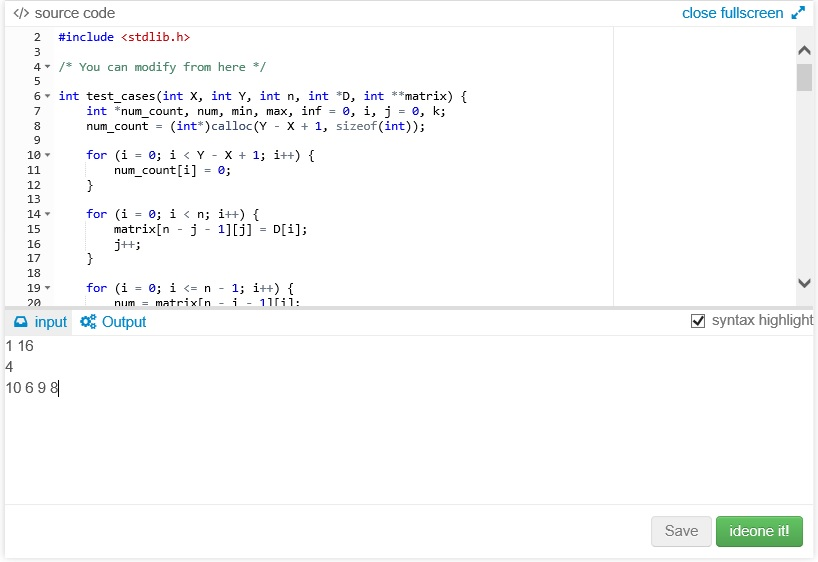 </> source code close fullscreen
2 #include <stdlib.h>
3
4 /* You can modify from here */
5
6 int test_cases(int X, int Y, int n, int *D, int **matrix) {
7 int *num_count, num, min, max, inf = 0, i, j = 0, k;
8 num_count = (int*)calloc(Y - X + 1, sizeof(int));
9
10 for (i = 0; i < Y - X + 1; i++) {
11 num_count[i] = 0;
12 }
13
14 for (i = 0; i < n; i++) {
15 matrix[n - j - 1][j] = D[i];
16 j++;
17 }
18
19 for (i = 0; i <= n - 1; i++) {
20 num = matrix[n - i - 1][i];
input Output syntax highlight
1 16
4
10 6 9 8
Save ideone it!